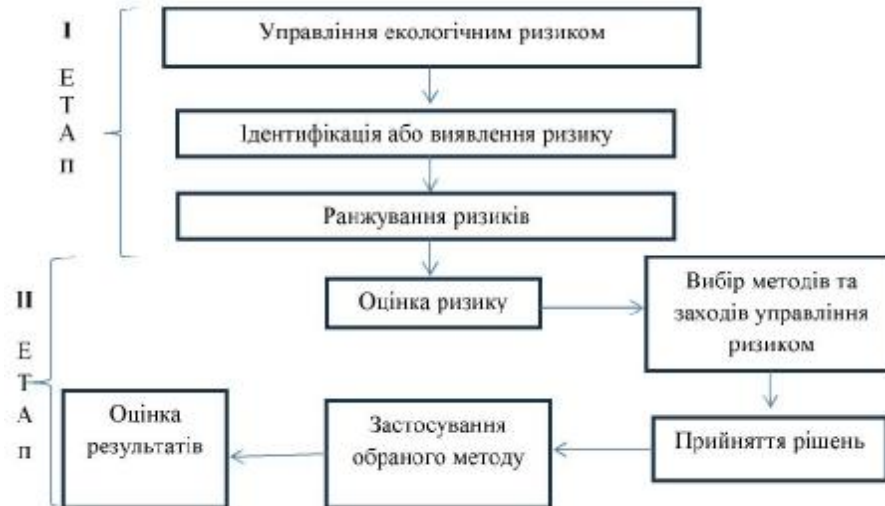 І
Е
Т
А
п
Управління екологічним ризиком
Ідентифікація або виявлення ризику
Ранжування ризиків
ІІ
Е
Т
А
п
Оцінка ризику
Вибір методів та
заходів управління
ризиком
Прийняття рішень
Застосування
обраного методу
Оцінка
результатів